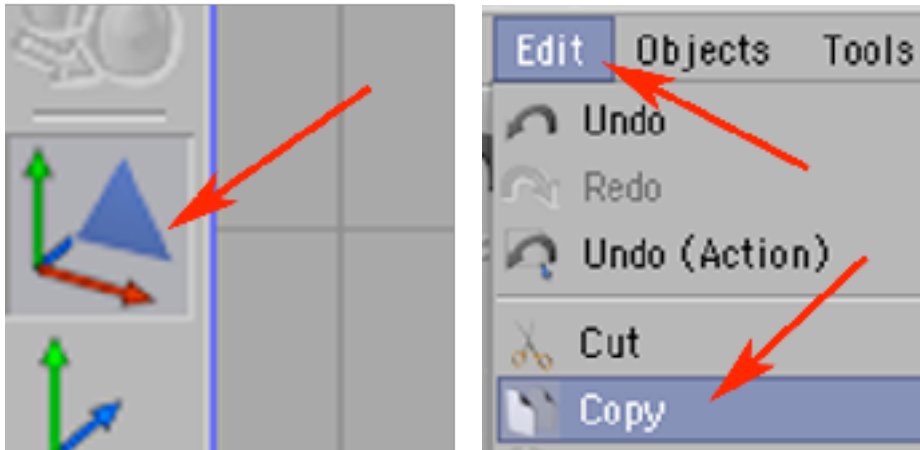 Edit Objects Tools
Undo
Redo
Undo (Action)
Cut
Copy